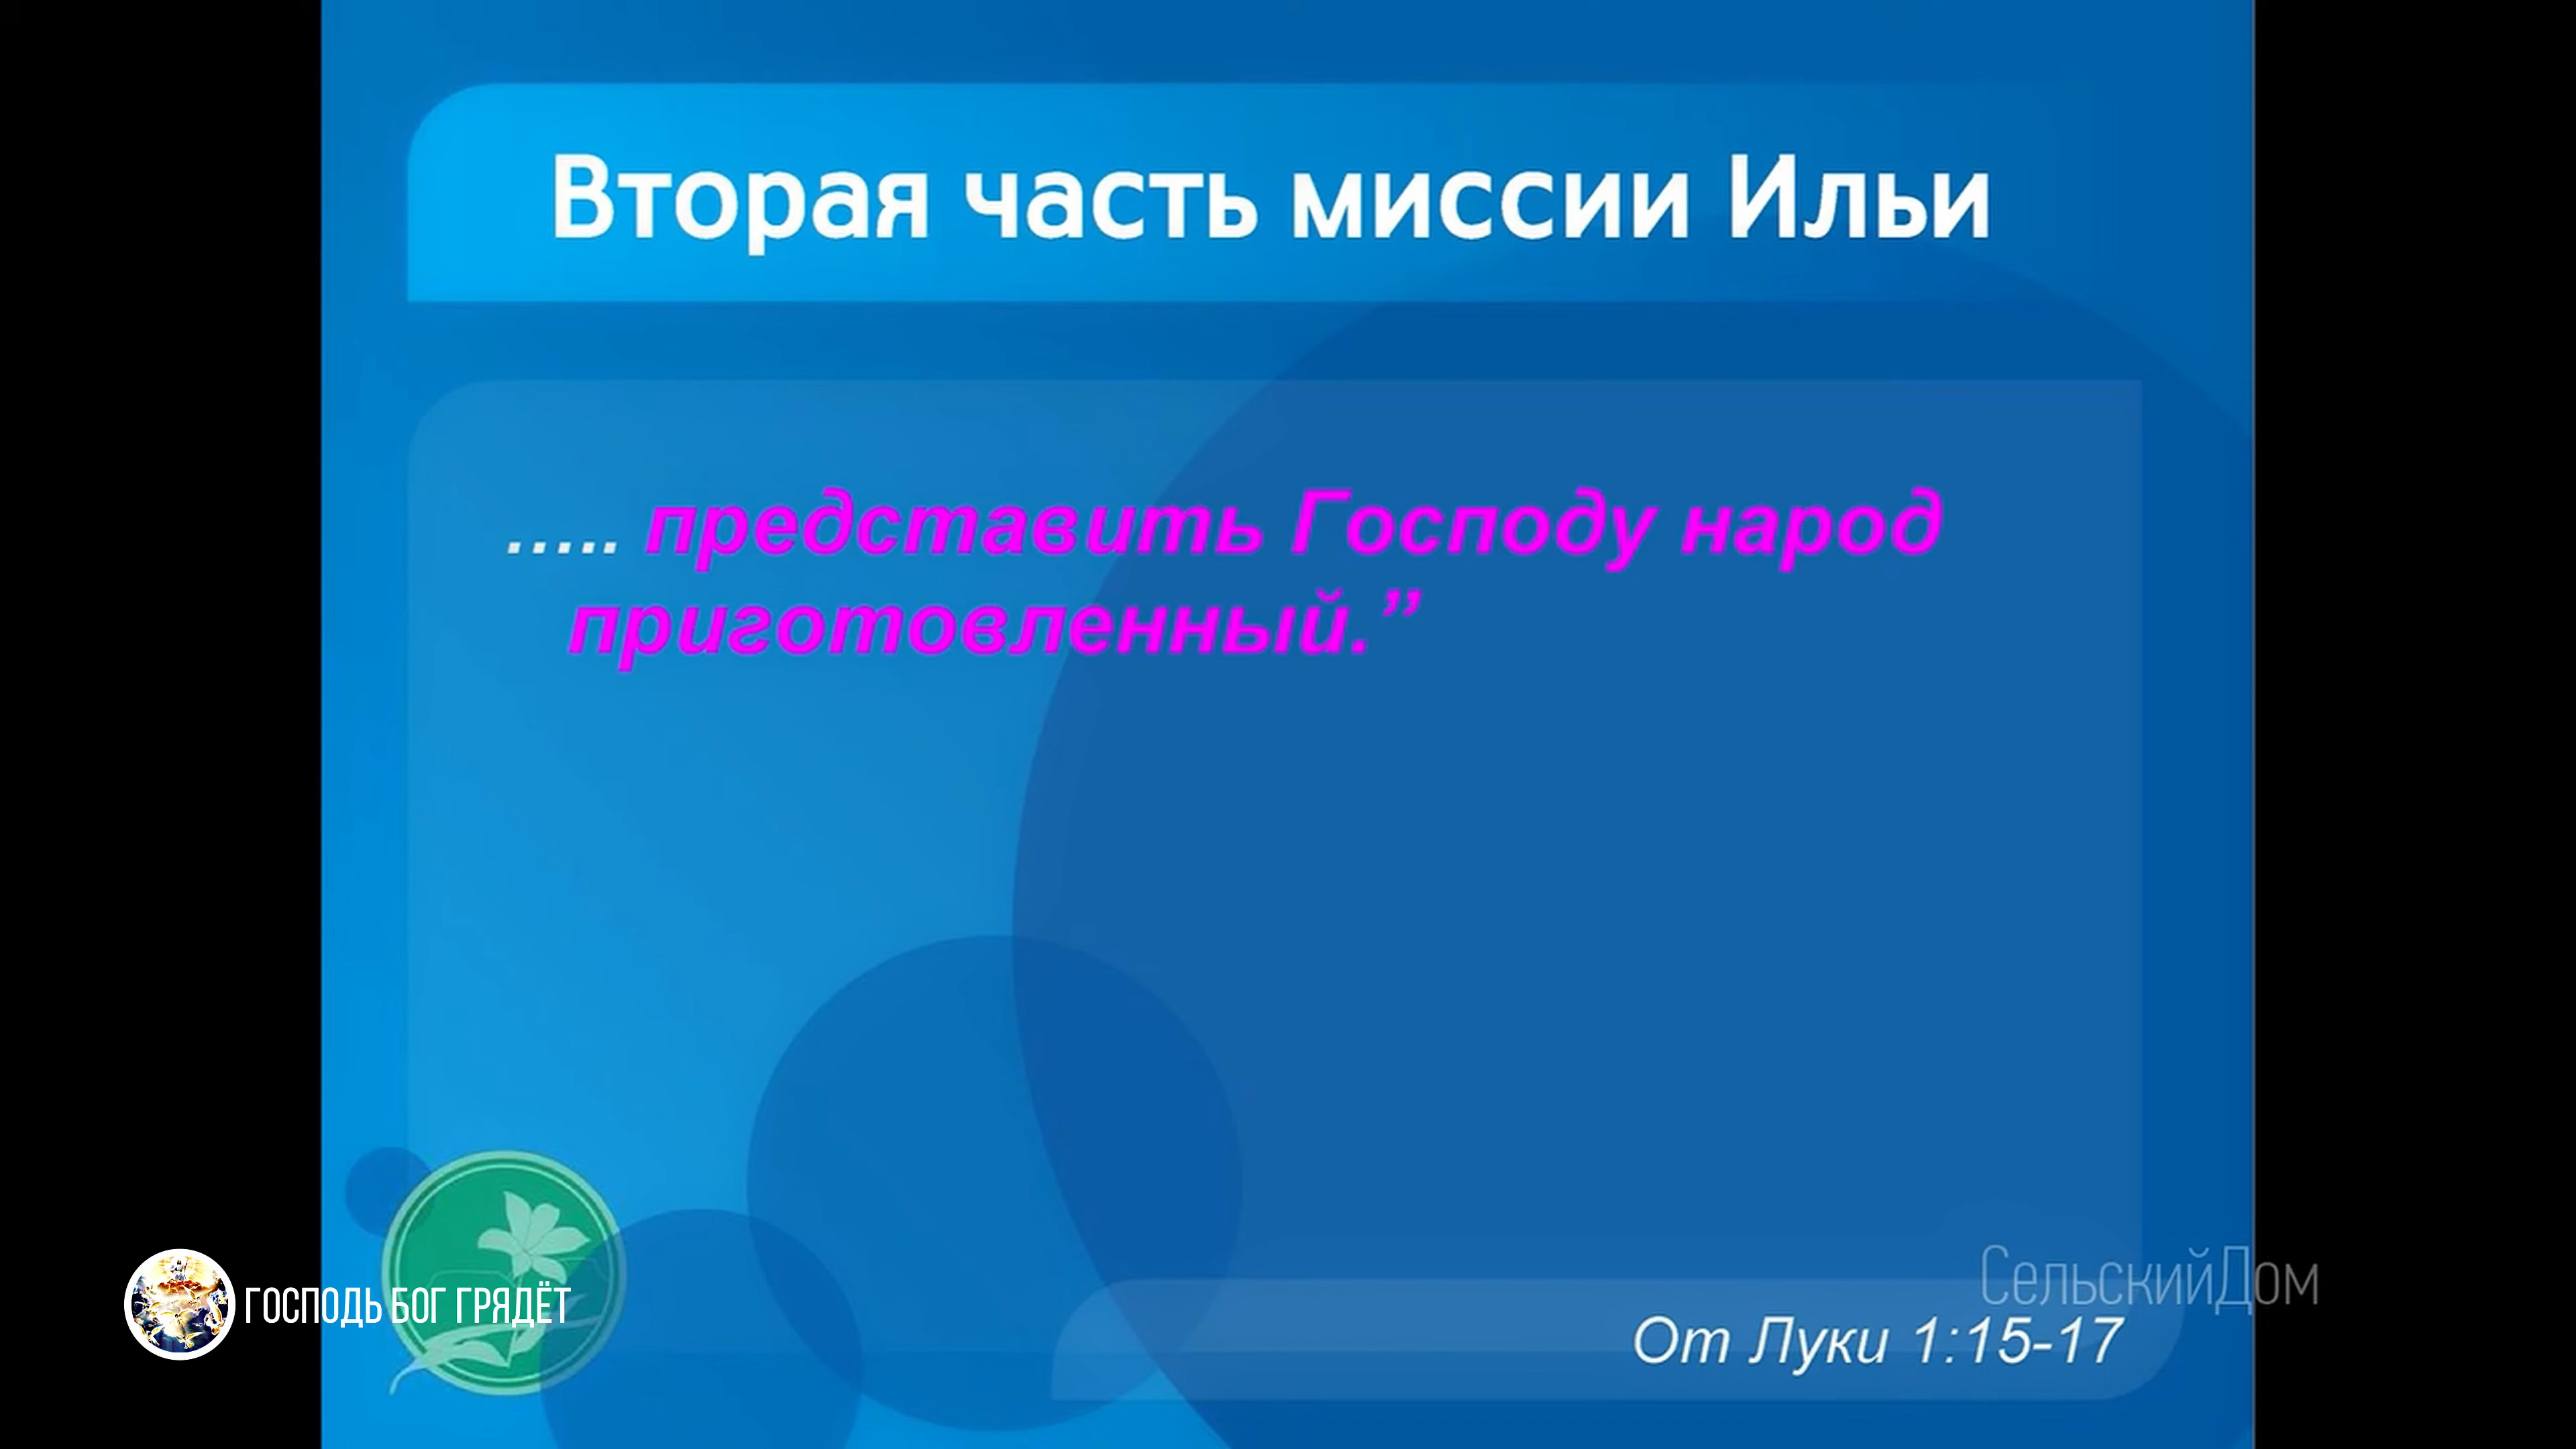 Вторая часть миссии Ильи
….. представить Господу народ
приготовленный.”
СельскийДом
ГОСПОДЬ БОГ ГРЯДЁТ
От Луки 1:15-17